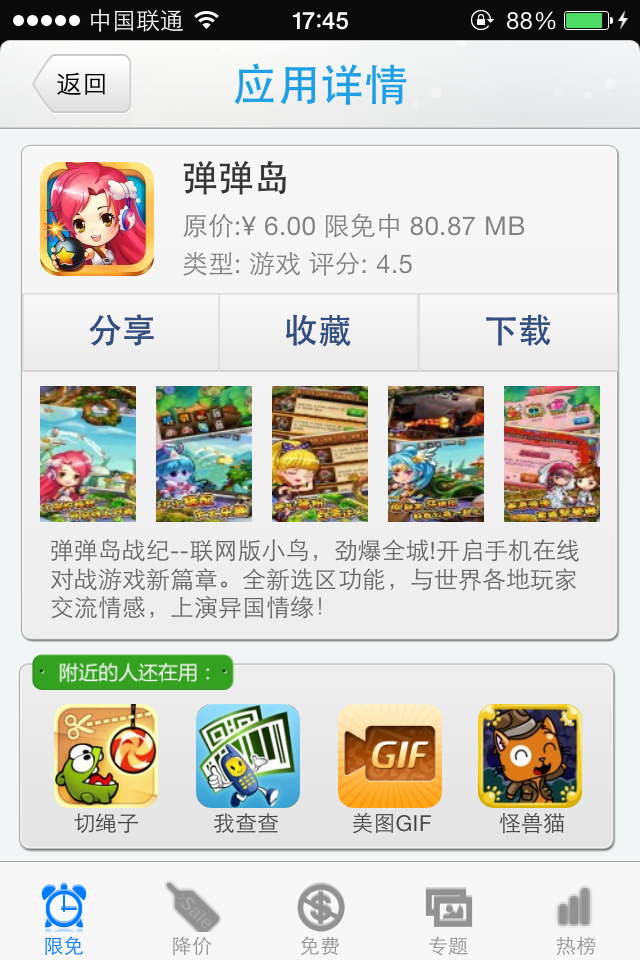 中国联通 17:45 88%
返回
应用详情
弹弹岛
原价:¥ 6.00 限免中 80.87 MB
类型: 游戏 评分: 4.5
分享 收藏 下载
弹弹岛战纪--联网版小鸟，劲爆全城!开启手机在线
对战游戏新篇章。全新选区功能，与世界各地玩家
交流情感，上演异国情缘!
附近的人还在用：
GIF
切绳子 我查查 美图GIF 怪兽猫
Sale
限免 降价 免费 专题 热榜